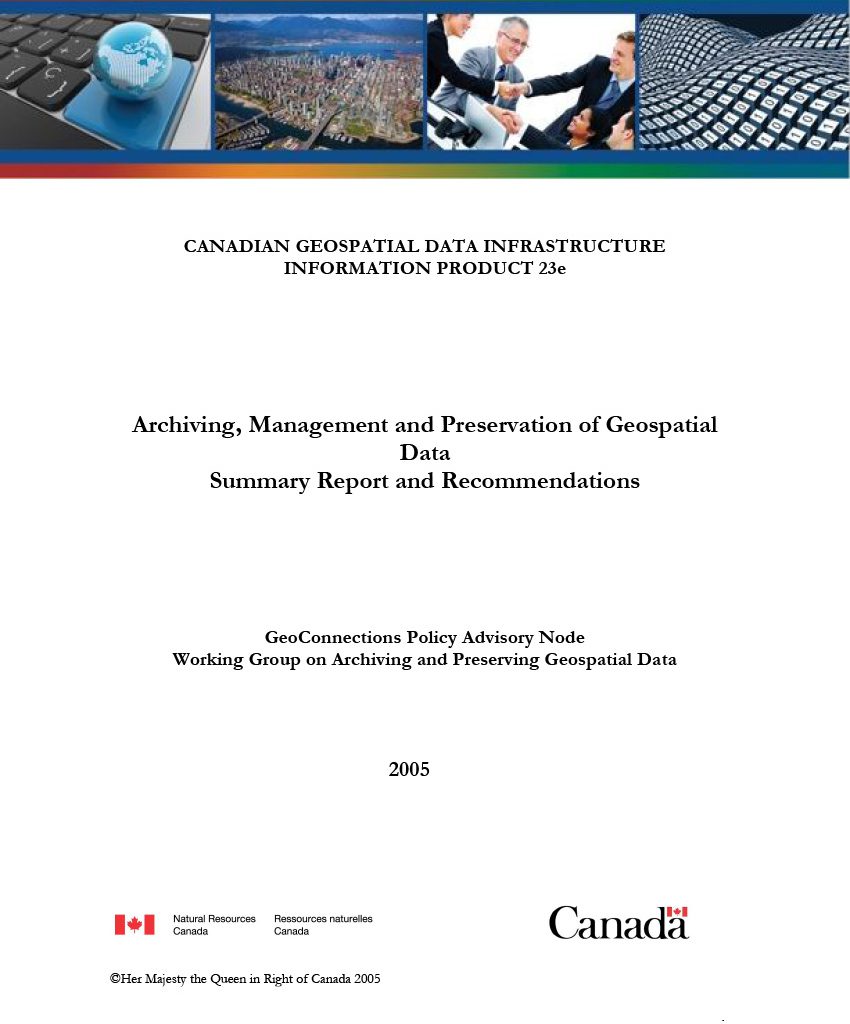 CANADIAN GEOSPATIAL DATA INFRASTRUCTURE
INFORMATION PRODUCT 23e
Archiving, Management and Preservation of Geospatial
Data
Summary Report and Recommendations
GeoConnections Policy Advisory Node
Working Group on Archiving and Preserving Geospatial Data
2005
Natural Resources Canada
Ressources naturelles Canada
Canada
©Her Majesty the Queen in Right of Canada 2005